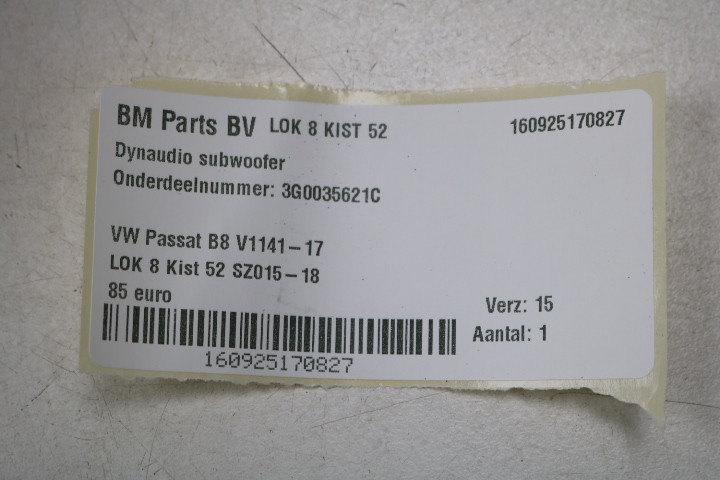 BM Parts BV LOK 8 KIST 52 160925170827
Dynaudio subwoofer
Onderdeelnummer: 3G0035621C
VW Passat B8 V1141-17
LOK 8 Kist 52 SZ015-18
85 euro Verz: 15
Aantal: 1
160925170827